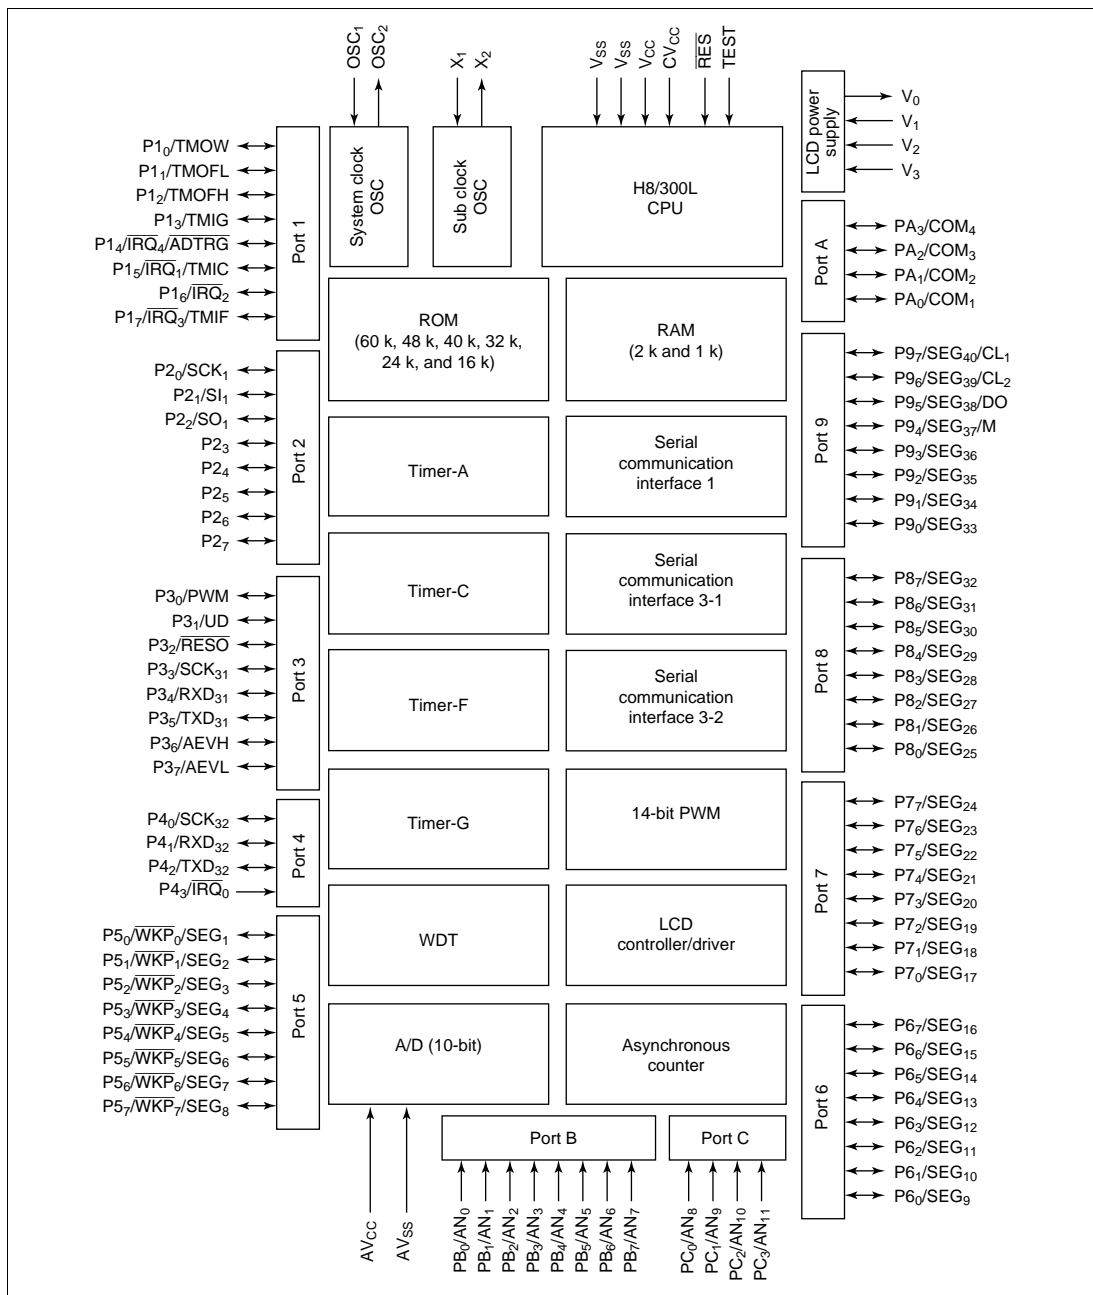 OSC1
OSC2
X1
X2
VSS
VSS
VCC
CVCC
RES
TEST
System clock
OSC
Sub clock
OSC
H8/300L
CPU
LCD power
supply
V0
V1
V2
V3
Port 1
P10/TMOW
P11/TMOFL
P12/TMOFH
P13/TMIG
P14/IRQ4/ADTRG
P15/IRQ1/TMIC
P16/IRQ2
P17/IRQ3/TMIF
Port A
PA3/COM4
PA2/COM3
PA1/COM2
PA0/COM1
ROM
(60 k, 48 k, 40 k, 32 k,
24 k, and 16 k)
RAM
(2 k and 1 k)
Port 2
P20/SCK1
P21/SI1
P22/SO1
P23
P24
P25
P26
P27
Port 9
P97/SEG40/CL1
P96/SEG39/CL2
P95/SEG38/DO
P94/SEG37/M
P93/SEG36
P92/SEG35
P91/SEG34
P90/SEG33
Timer-A
Serial
communication
interface 1
Timer-C
Serial
communication
interface 3-1
Port 3
P30/PWM
P31/UD
P32/RESO
P33/SCK31
P34/RXD31
P35/TXD31
P36/AEVH
P37/AEVL
Port 8
P87/SEG32
P86/SEG31
P85/SEG30
P84/SEG29
P83/SEG28
P82/SEG27
P81/SEG26
P80/SEG25
Timer-F
Serial
communication
interface 3-2
Timer-G
14-bit PWM
Port 4
P40/SCK32
P41/RXD32
P42/TXD32
P43/IRQ0
Port 7
P77/SEG24
P76/SEG23
P75/SEG22
P74/SEG21
P73/SEG20
P72/SEG19
P71/SEG18
P70/SEG17
WDT
LCD
controller/driver
Port 5
P50/WKP0/SEG1
P51/WKP1/SEG2
P52/WKP2/SEG3
P53/WKP3/SEG4
P54/WKP4/SEG5
P55/WKP5/SEG6
P56/WKP6/SEG7
P57/WKP7/SEG8
A/D (10-bit)
Asynchronous
counter
Port 6
P67/SEG16
P66/SEG15
P65/SEG14
P64/SEG13
P63/SEG12
P62/SEG11
P61/SEG10
P60/SEG9
Port B
Port C
AVCC
AVSS
PB0/AN0
PB1/AN1
PB2/AN2
PB3/AN3
PB4/AN4
PB5/AN5
PB6/AN6
PB7/AN7
PC0/AN8
PC1/AN9
PC2/AN10
PC3/AN11